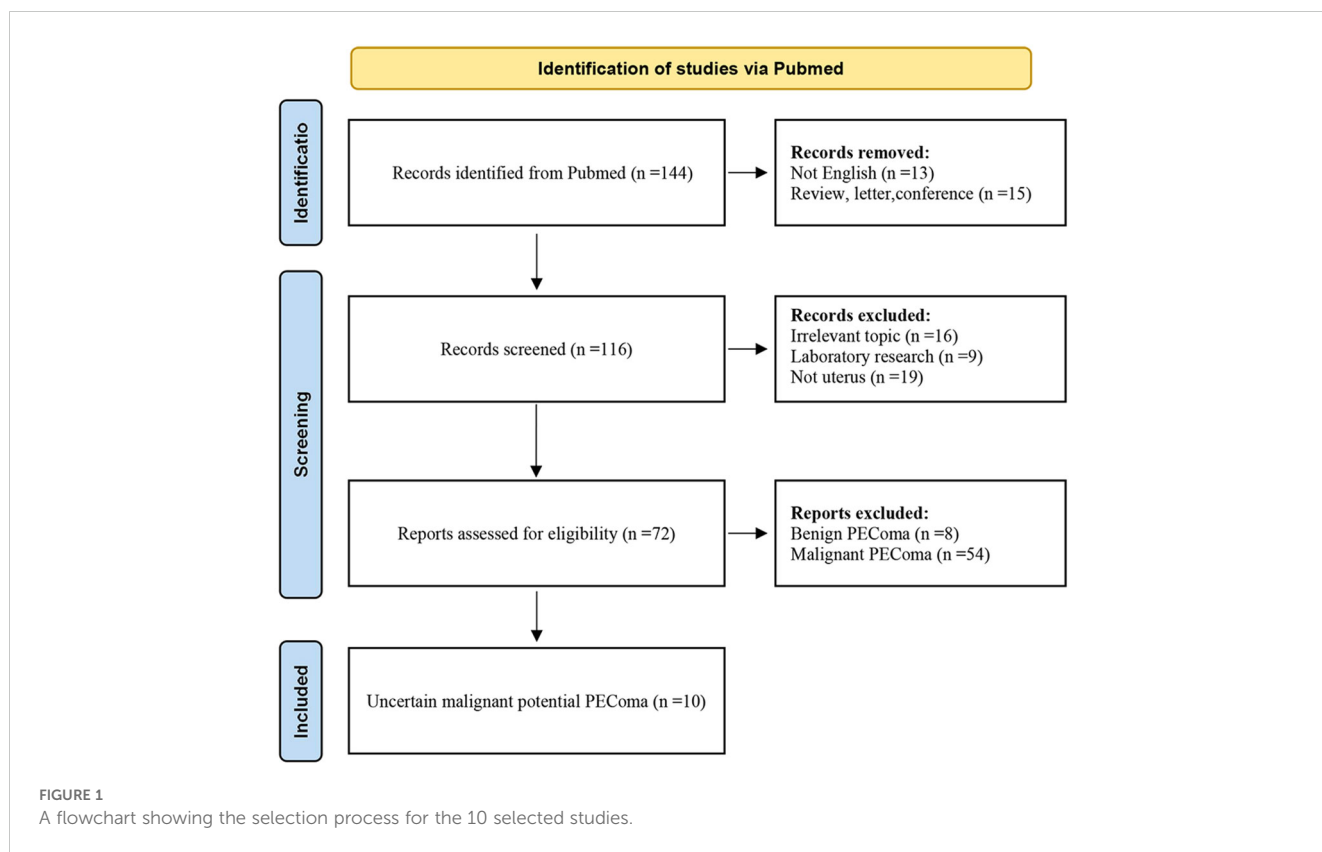 Identification of studies via Pubmed
Identificatio
Records identified from Pubmed (n =144)
Records removed:
Not English (n =13)
Review, letter,conference (n =15)
Screening
Records screened (n =116)
Records excluded:
Irrelevant topic (n =16)
Laboratory research (n =9)
Not uterus (n =19)
Reports assessed for eligibility (n =72)
Reports excluded:
Benign PEComa (n =8)
Malignant PEComa (n =54)
Included
Uncertain malignant potential PEComa (n =10)
FIGURE 1
A flowchart showing the selection process for the 10 selected studies.